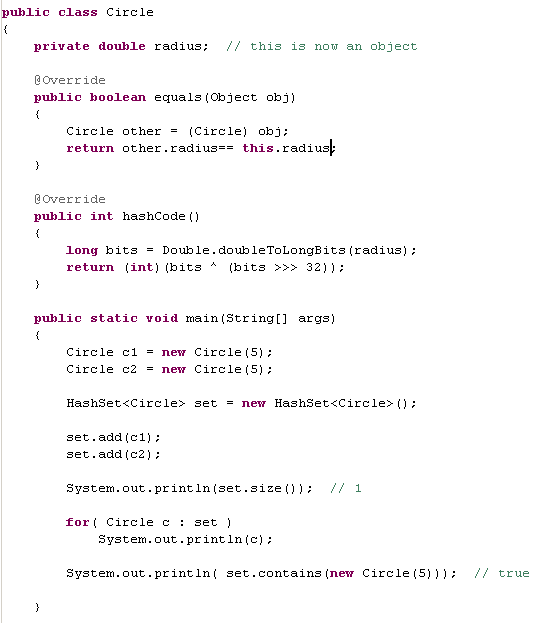 public class Circle
{
    private double radius;  // this is now an object

    @Override
    public boolean equals(Object obj)
    {
        Circle other = (Circle) obj;
        return other.radius== this.radius;
    }

    @Override
    public int hashCode()
    {
        long bits = Double.doubleToLongBits(radius);
        return (int)(bits ^ (bits >>> 32));
    }

    public static void main(String[] args)
    {
        Circle c1 = new Circle(5);
        Circle c2 = new Circle(5);

        HashSet<Circle> set = new HashSet<Circle>();

        set.add(c1);
        set.add(c2);

        System.out.println(set.size());  // 1

        for( Circle c : set )
            System.out.println(c);

        System.out.println( set.contains(new Circle(5)));  // true

    }